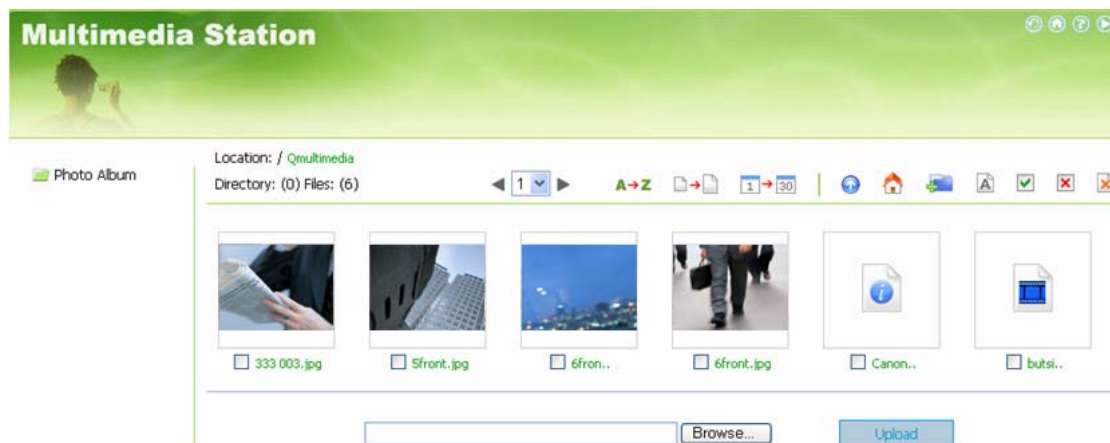 Multimedia Station
Photo Album
Location: / Qmultimedia
Directory: (0) Files: (6)
1
A→Z
1→30
A
333 003.jpg
5front.jpg
6fron..
6front.jpg
Canon..
butsi..
Browse...
Upload